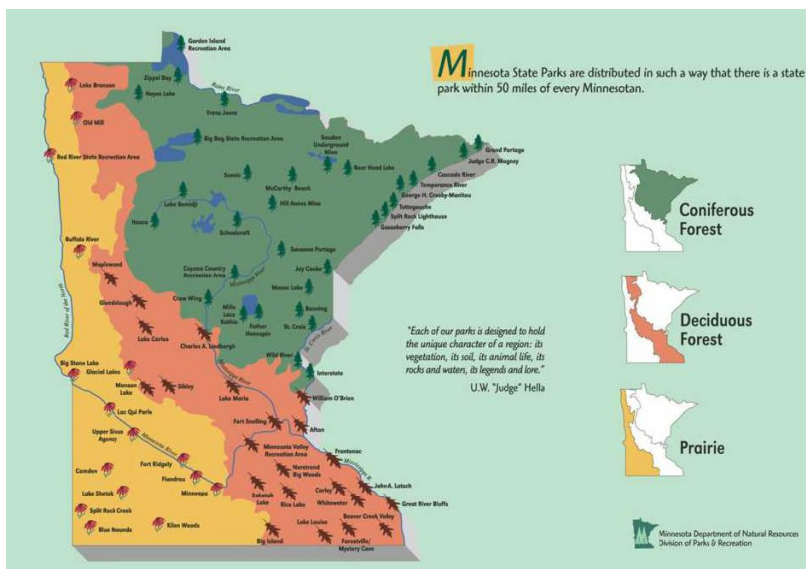 Garden Island
Recreation Area
Zippel Bay
Rainy River
Lake Bronson
Hayes Lake
Franz Jevne
Old Mill
Big Bog State Recreation Area
Soudan
Underground
Mine
Red River State Recreation Area
Bear Head Lake
Grand Portage
Judge C.R. Magney
Cascade River
Scenic
McCarthy Beach
Temperance River
George H. Crosby-Manitou
Lake Bemidji
Hill Annex Mine
Tettegouche
Split Rock Lighthouse
Gooseberry Falls
Itasca
Schoolcraft
Buffalo River
Savanna Portage
Maplewood
Cuyuna Country
Recreation Area
Mississippi River
Jay Cooke
Moose Lake
Glendalough
Crow Wing
Mille
Lacs
Kathio
Father
Hennepin
Banning
St. Croix
St. Croix River
Red River of the North
Lake Carlos
Charles A. Lindbergh
Wild River
Interstate
Big Stone Lake
Glacial Lakes
Monson
Lake
Sibley
Mississippi River
Lake Maria
William O'Brien
Lac Qui Parle
Fort Snelling
Afton
Upper Sioux
Agency
Minnesota River
Minnesota Valley
Recreation Area
Frontenac
Mississippi R.
Camden
Fort Ridgely
Flandrau
Nerstrand
Big Woods
Lake Shetek
Minneopa
Sakatah
Lake
Rice Lake
Carley
Whitewater
John A. Latsch
Great River Bluffs
Split Rock Creek
Blue Mounds
Kilen Woods
Big Island
Lake Louise
Beaver Creek Valley
Forestville/
Mystery Cave
Minnesota State Parks are distributed in such a way that there is a state
park within 50 miles of every Minnesotan.
Coniferous
Forest
Deciduous
Forest
Prairie
"Each of our parks is designed to hold
the unique character of a region: its
vegetation, its soil, its animal life, its
rocks and waters, its legends and lore."
U.W. "Judge" Hella
Minnesota Department of Natural Resources
Division of Parks & Recreation